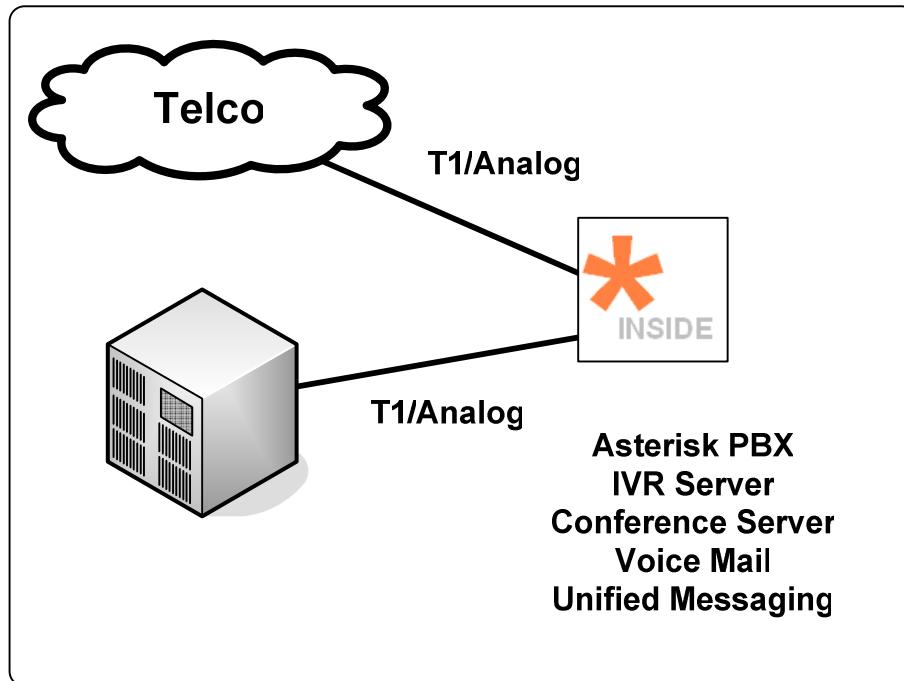 Telco
T1/Analog
INSIDE
T1/Analog
Asterisk PBX
IVR Server
Conference Server
Voice Mail
Unified Messaging